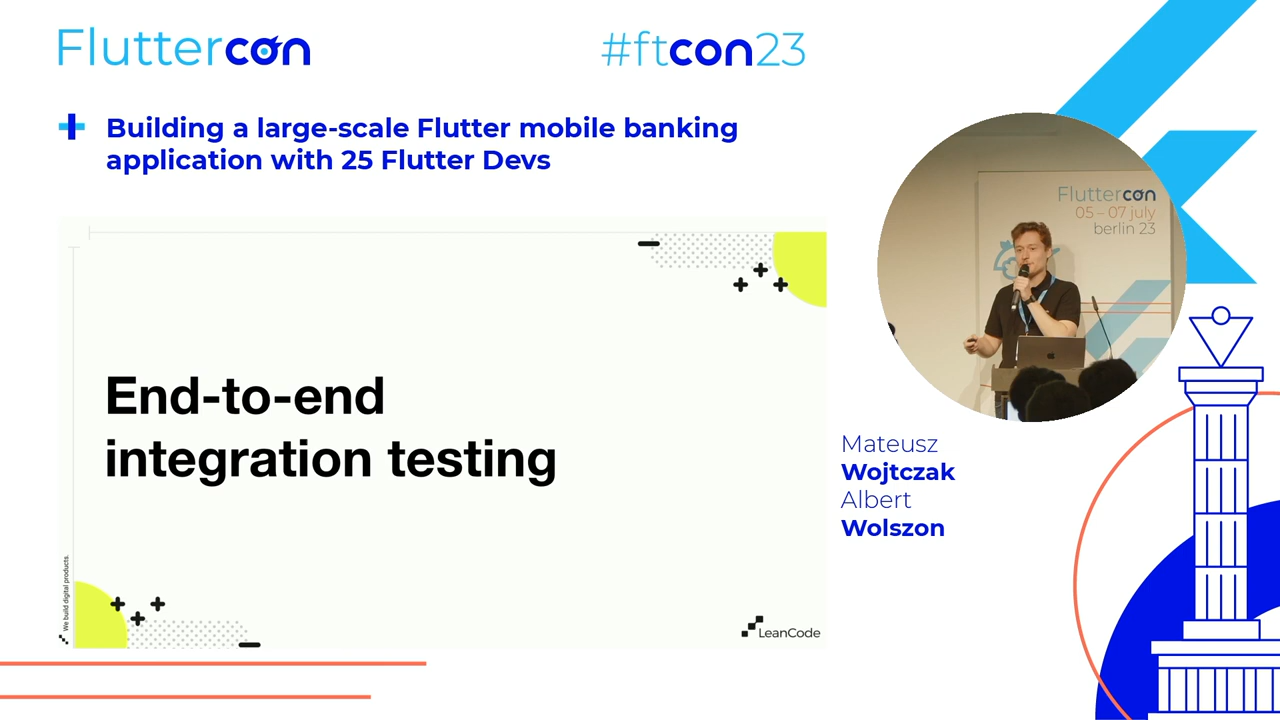 Fluttercon
#ftcon23
Building a large-scale Flutter mobile banking
application with 25 Flutter Devs
Fluttercon
05 – 07 july
berlin 23
End-to-end
integration testing
Mateusz
Wojtczak
Albert
Wolszon
We build digital products.
LeanCode